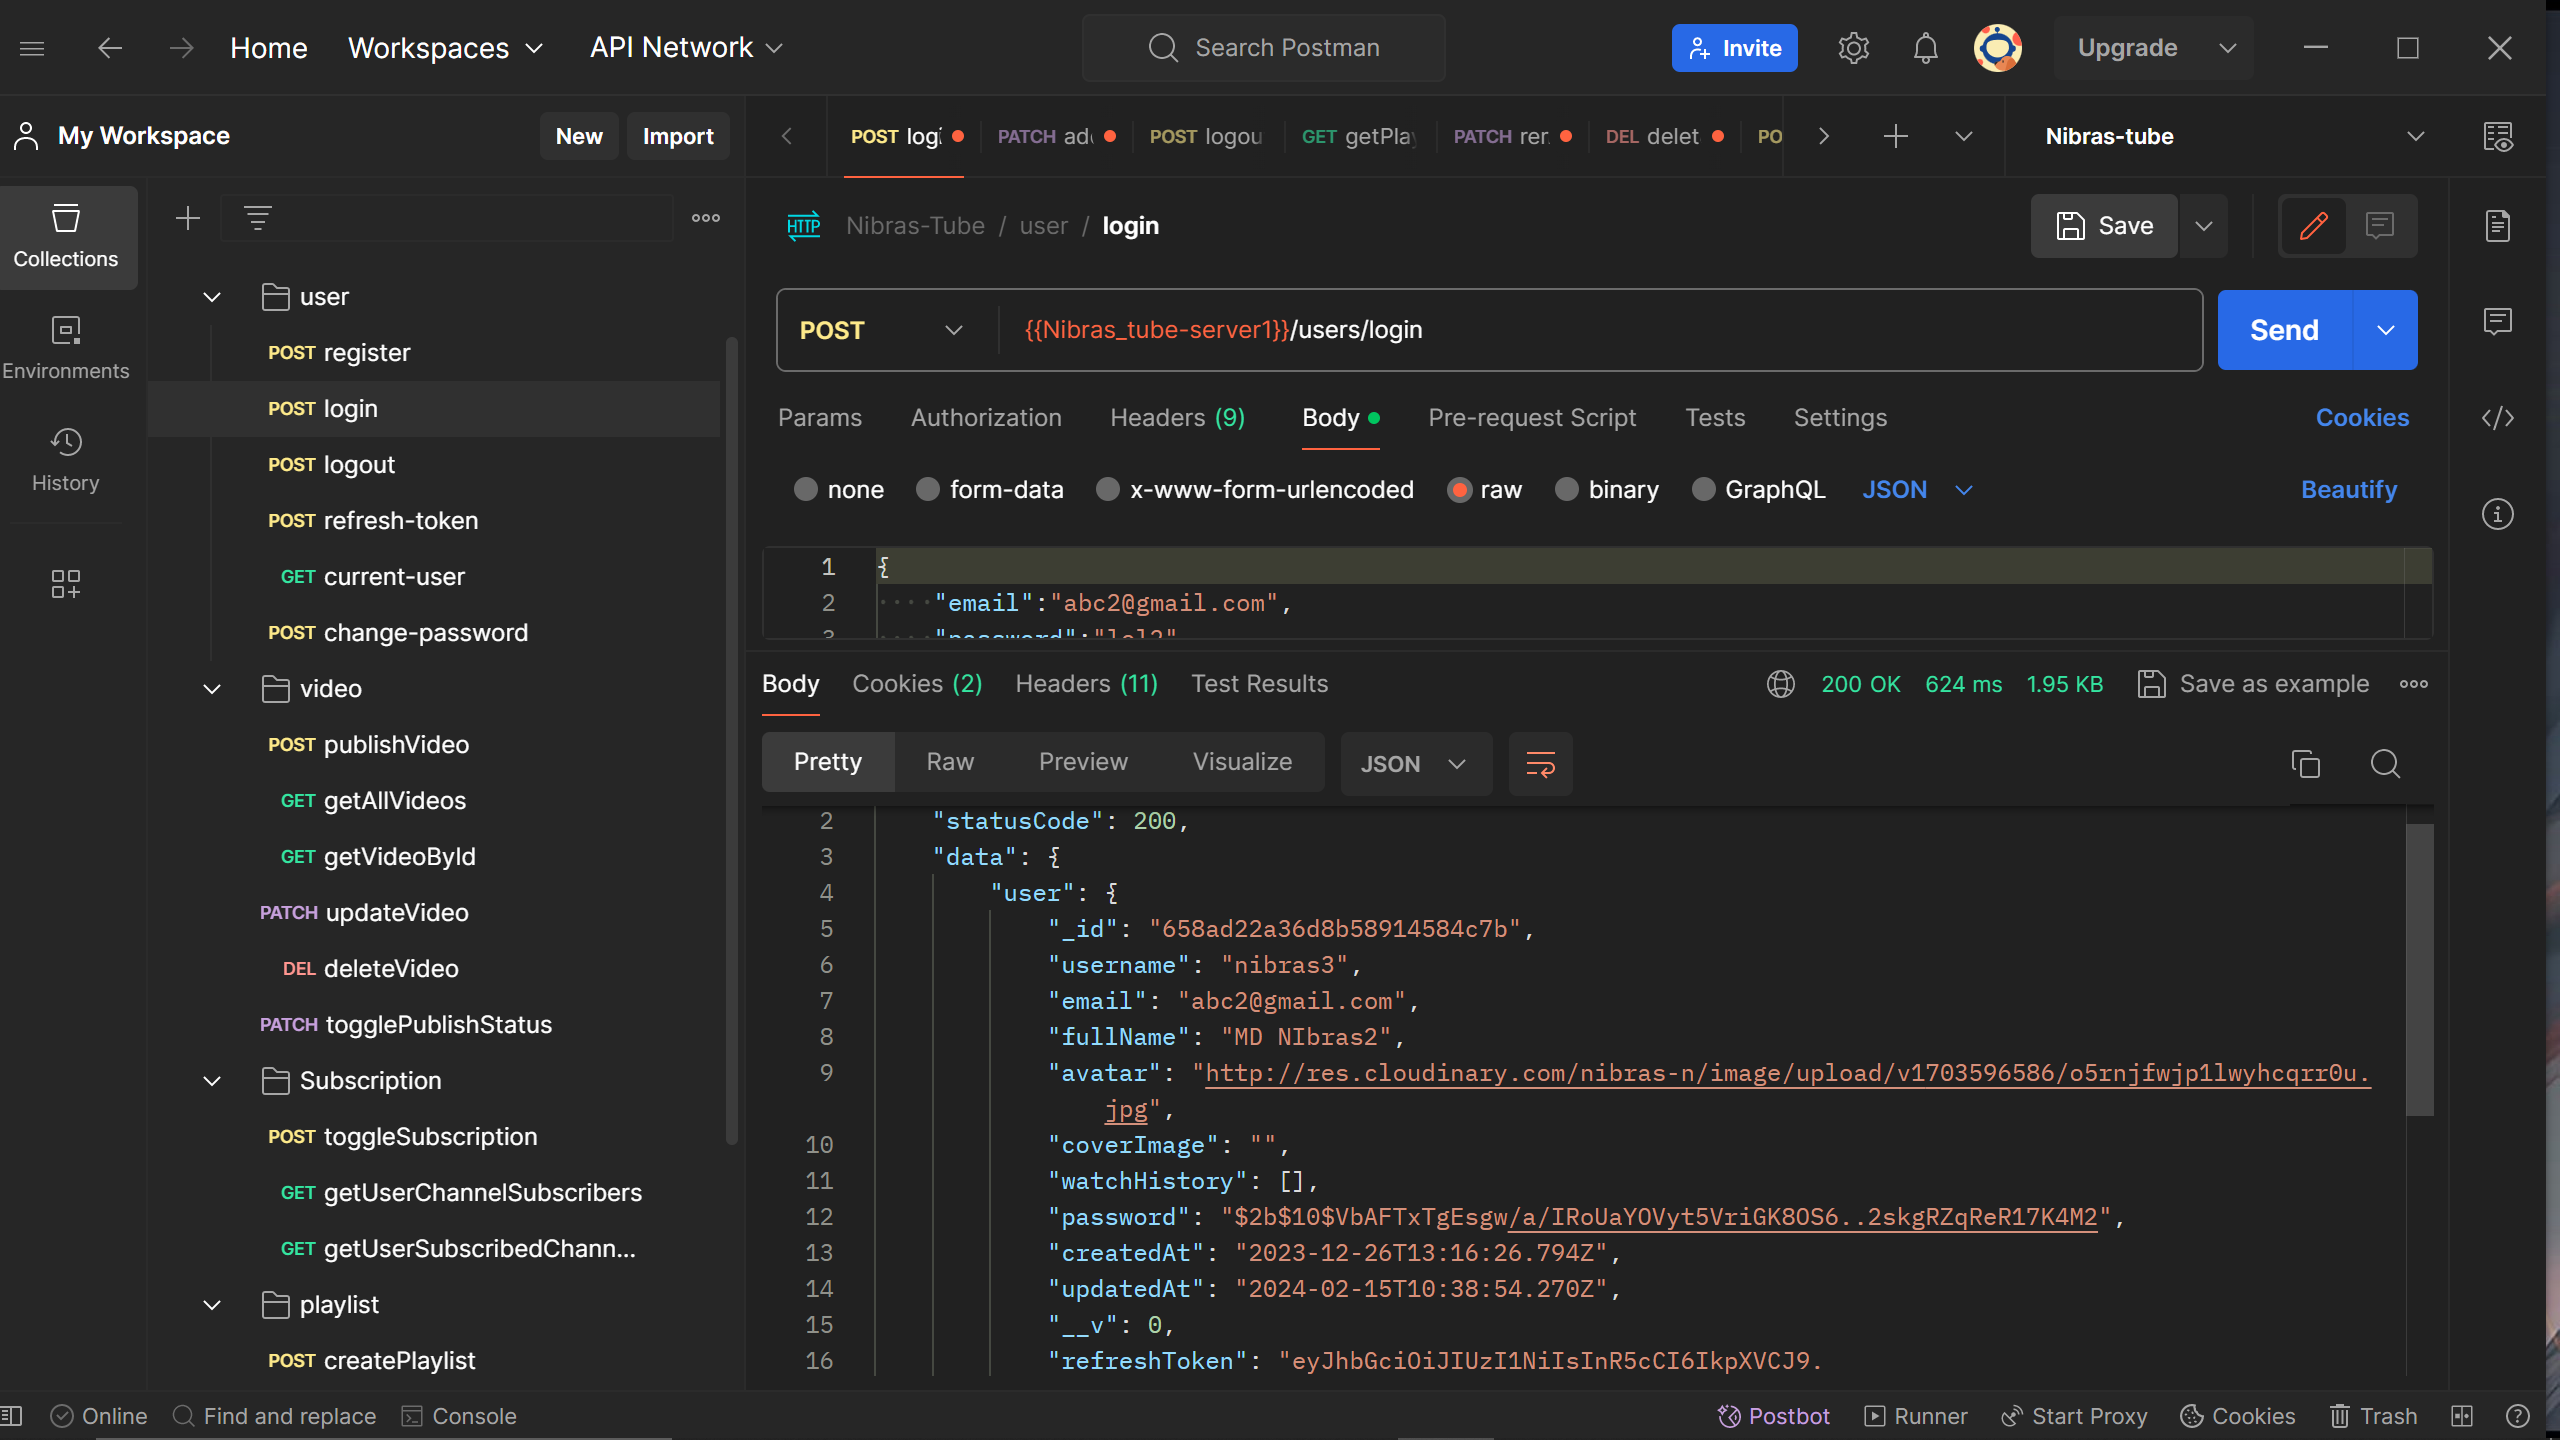 Home Workspaces API Network Search Postman Invite Upgrade
My Workspace New Import POST logi PATCH ad POST logou GET getPlay PATCH rer DEL delet PO Nibras-tube
HTTP Nibras-Tube / user / login Save
Collections
Environments
History
user
POST register
POST login
POST logout
POST refresh-token
GET current-user
POST change-password
video
POST publishVideo
GET getAllVideos
GET getVideoById
PATCH updateVideo
DEL deleteVideo
PATCH togglePublishStatus
Subscription
POST toggleSubscription
GET getUserChannelSubscribers
GET getUserSubscribedChann...
playlist
POST createPlaylist
POST {{Nibras_tube-server1}}/users/login Send
Params Authorization Headers (9) Body Pre-request Script Tests Settings Cookies
none form-data x-www-form-urlencoded raw binary GraphQL JSON Beautify
1 {
2 "email":"abc2@gmail.com",
3 "password":"lol2"
Body Cookies (2) Headers (11) Test Results 200 OK 624 ms 1.95 KB Save as example
Pretty Raw Preview Visualize JSON
2 "statusCode": 200,
3 "data": {
4 "user": {
5 "_id": "658ad22a36d8b58914584c7b",
6 "username": "nibras3",
7 "email": "abc2@gmail.com",
8 "fullName": "MD NIbras2",
9 "avatar": "http://res.cloudinary.com/nibras-n/image/upload/v1703596586/o5rnjfwjp1lwyhcqrr0u.
jpg",
10 "coverImage": "",
11 "watchHistory": [],
12 "password": "$2b$10$VbAFTxTgEsgw/a/IRoUaYOVyt5VriGK8OS6..2skgRZqReR17K4M2",
13 "createdAt": "2023-12-26T13:16:26.794Z",
14 "updatedAt": "2024-02-15T10:38:54.270Z",
15 "__v": 0,
16 "refreshToken": "eyJhbGciOiJIUzI1NiIsInR5cCI6IkpXVCJ9.
Online Find and replace Console Postbot Runner Start Proxy Cookies Trash